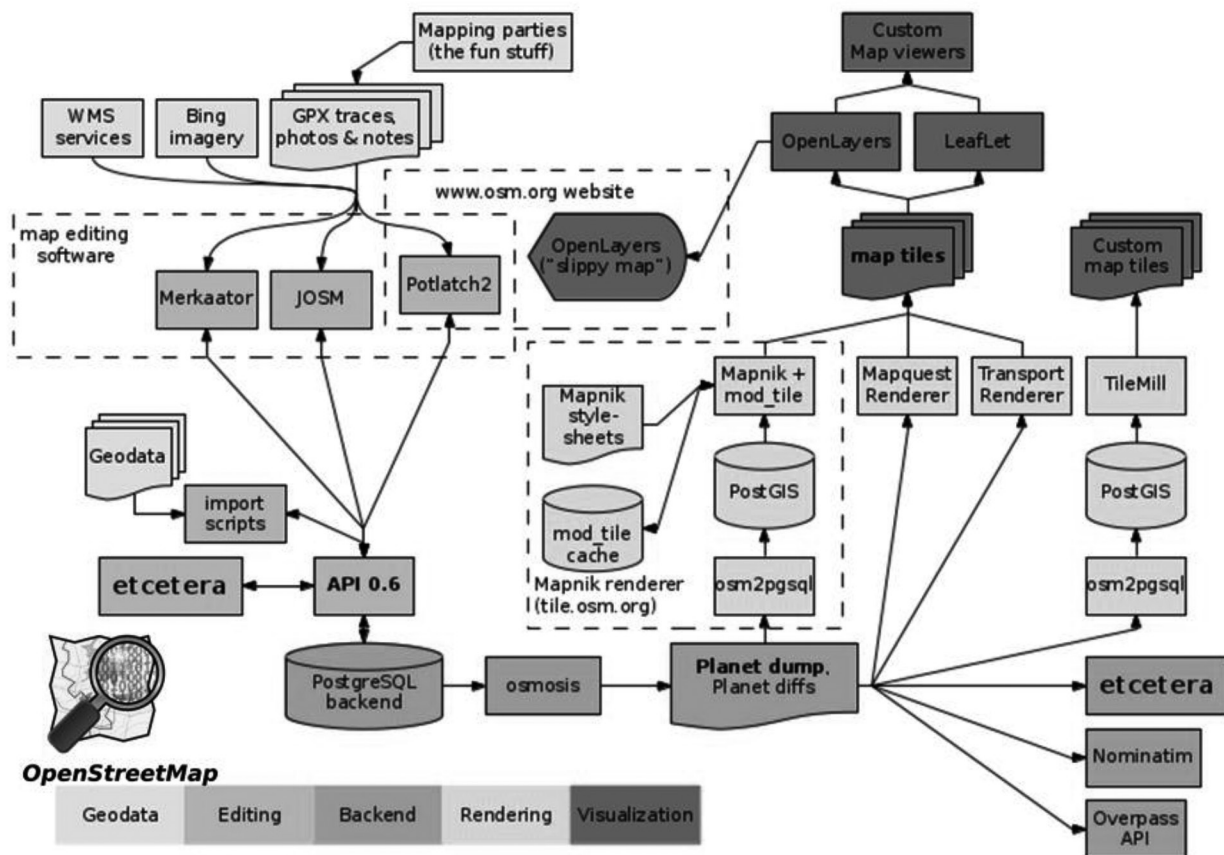 Mapping parties
(the fun stuff)
Custom
Map viewers
WMS
services
Bing
imagery
GPX traces,
photos & notes
OpenLayers
LeafLet
www.osm.org website
map editing
software
OpenLayers
("slippy map")
map tiles
Custom
map tiles
Merkaator
JOSM
Potlatch2
Mapnik
style-
sheets
Mapnik +
mod_tile
Mapquest
Renderer
Transport
Renderer
TileMill
Geodata
import
scripts
PostGIS
PostGIS
mod_tile
cache
Mapnik renderer
(tile.osm.org)
osm2pgsql
osm2pgsql
etcetera
API 0.6
PostgreSQL
backend
osmosis
Planet dump,
Planet diffs
etcetera
Nominatim
Overpass
API
OpenStreetMap
Geodata
Editing
Backend
Rendering
Visualization